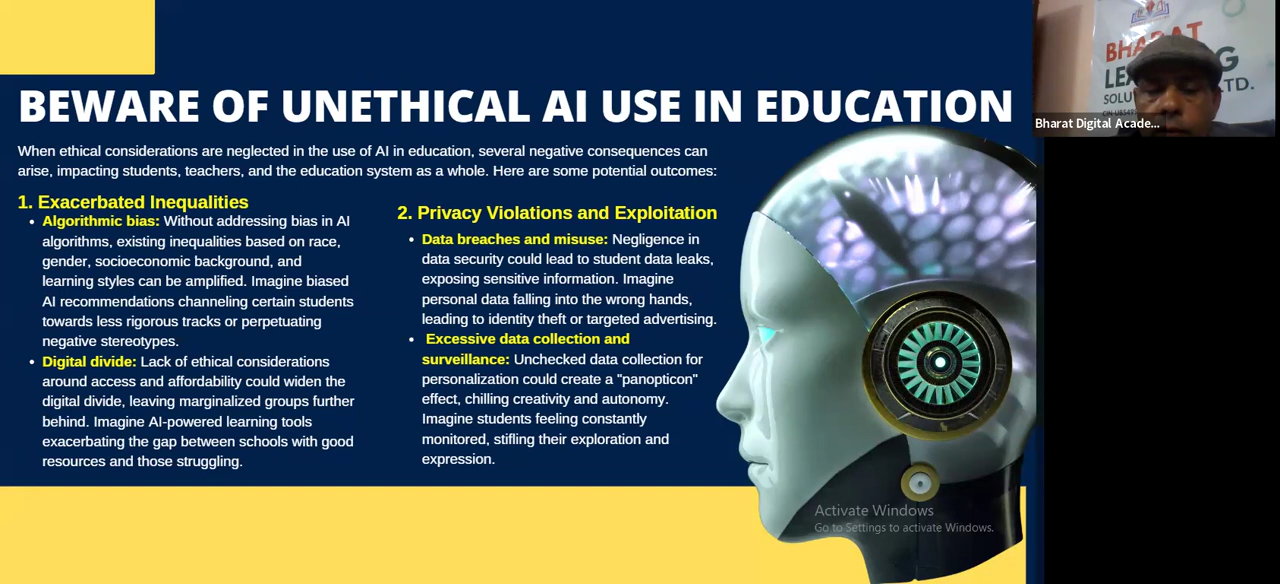 BEWARE OF UNETHICAL AI USE IN EDUCATION
When ethical considerations are neglected in the use of AI in education, several negative consequences can
arise, impacting students, teachers, and the education system as a whole. Here are some potential outcomes:
1. Exacerbated Inequalities
• Algorithmic bias: Without addressing bias in AI
algorithms, existing inequalities based on race,
gender, socioeconomic background, and
learning styles can be amplified. Imagine biased
AI recommendations channeling certain students
towards less rigorous tracks or perpetuating
negative stereotypes.
• Digital divide: Lack of ethical considerations
around access and affordability could widen the
digital divide, leaving marginalized groups further
behind. Imagine AI-powered learning tools
exacerbating the gap between schools with good
resources and those struggling.
2. Privacy Violations and Exploitation
• Data breaches and misuse: Negligence in
data security could lead to student data leaks,
exposing sensitive information. Imagine
personal data falling into the wrong hands,
leading to identity theft or targeted advertising.
• Excessive data collection and
surveillance: Unchecked data collection for
personalization could create a "panopticon"
effect, chilling creativity and autonomy.
Imagine students feeling constantly
monitored, stifling their exploration and
expression.
Activate Windows
Go to Settings to activate Windows.
BHARAT
LE G
SOLU LTD.
Bharat Digital Acade...